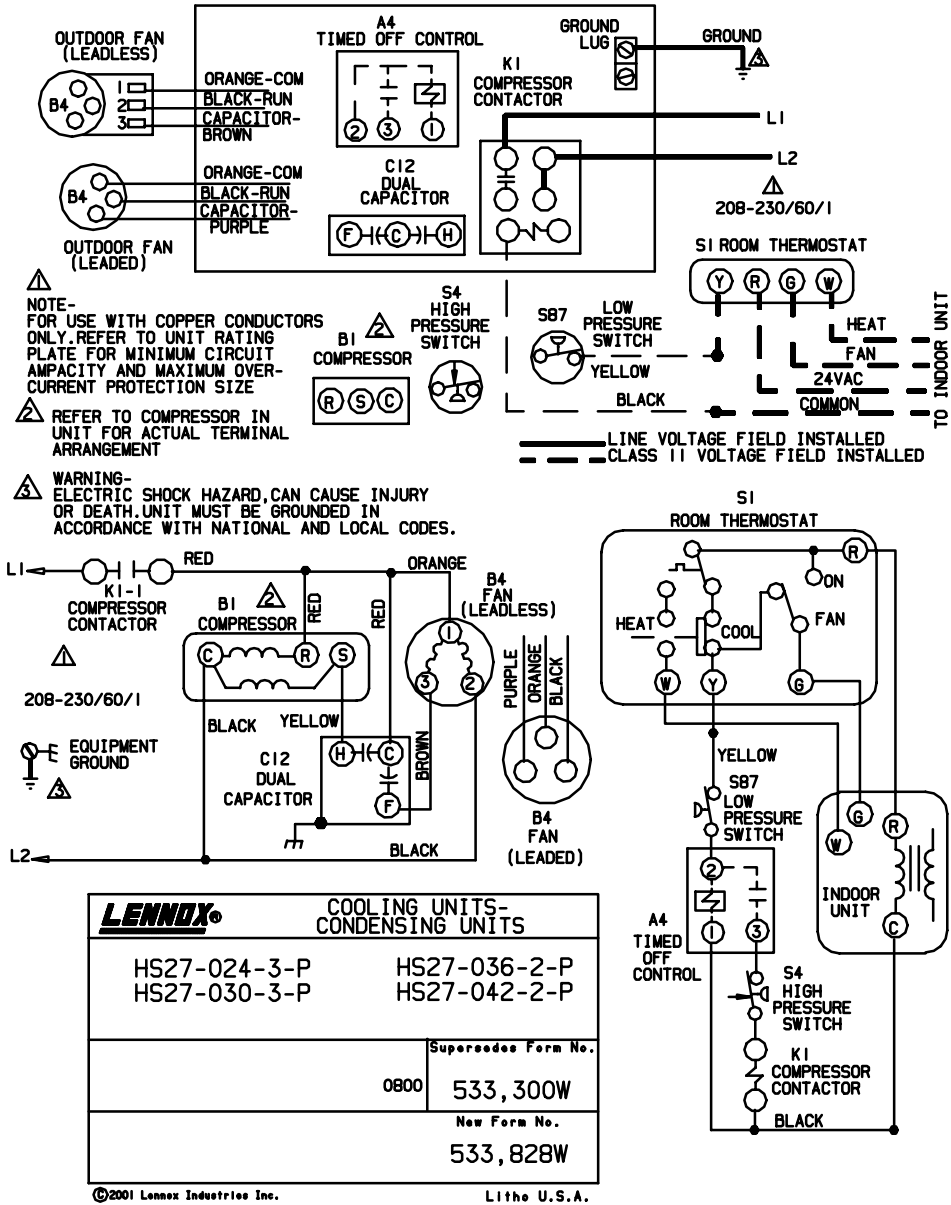 A4
TIMED OFF CONTROL
GROUND
LUG
GROUND
3
OUTDOOR FAN
(LEADLESS)
B4
1
2
3
ORANGE-COM
BLACK-RUN
CAPACITOR-
BROWN
2 3 1
K1
COMPRESSOR
CONTACTOR
L1
L2
1
208-230/60/1
C12
DUAL
CAPACITOR
F C H
ORANGE-COM
BLACK-RUN
CAPACITOR-
PURPLE
B4
OUTDOOR FAN
(LEADED)
S1 ROOM THERMOSTAT
Y R G W
HEAT
FAN
24VAC
COMMON
TO INDOOR UNIT
1
NOTE-
FOR USE WITH COPPER CONDUCTORS
ONLY.REFER TO UNIT RATING
PLATE FOR MINIMUM CIRCUIT
AMPACITY AND MAXIMUM OVER-
CURRENT PROTECTION SIZE
B1
COMPRESSOR
2
R S C
S4
HIGH
PRESSURE
SWITCH
S87
LOW
PRESSURE
SWITCH
YELLOW
BLACK
2
REFER TO COMPRESSOR IN
UNIT FOR ACTUAL TERMINAL
ARRANGEMENT
LINE VOLTAGE FIELD INSTALLED
CLASS II VOLTAGE FIELD INSTALLED
3
WARNING-
ELECTRIC SHOCK HAZARD,CAN CAUSE INJURY
OR DEATH.UNIT MUST BE GROUNDED IN
ACCORDANCE WITH NATIONAL AND LOCAL CODES.
L1
RED
K1-1
COMPRESSOR
CONTACTOR
B1
COMPRESSOR
2
RED
RED
ORANGE
B4
FAN
(LEADLESS)
1
3 2
C R S
1
208-230/60/1
BLACK
YELLOW
BROWN
EQUIPMENT
GROUND
3
C12
DUAL
CAPACITOR
H C
F
L2
BLACK
PURPLE
ORANGE
BLACK
B4
FAN
(LEADED)
S1
ROOM THERMOSTAT
R
ON
HEAT
COOL
FAN
W Y G
YELLOW
S87
LOW
PRESSURE
SWITCH
G
R
W
INDOOR
UNIT
C
2
1 3
A4
TIMED
OFF
CONTROL
S4
HIGH
PRESSURE
SWITCH
K1
COMPRESSOR
CONTACTOR
BLACK
LENNOX®
COOLING UNITS-
CONDENSING UNITS
HS27-024-3-P HS27-036-2-P
HS27-030-3-P HS27-042-2-P
Supersedes Form No.
0800 533,300W
New Form No.
533,828W
©2001 Lennox Industries Inc. Litho U.S.A.